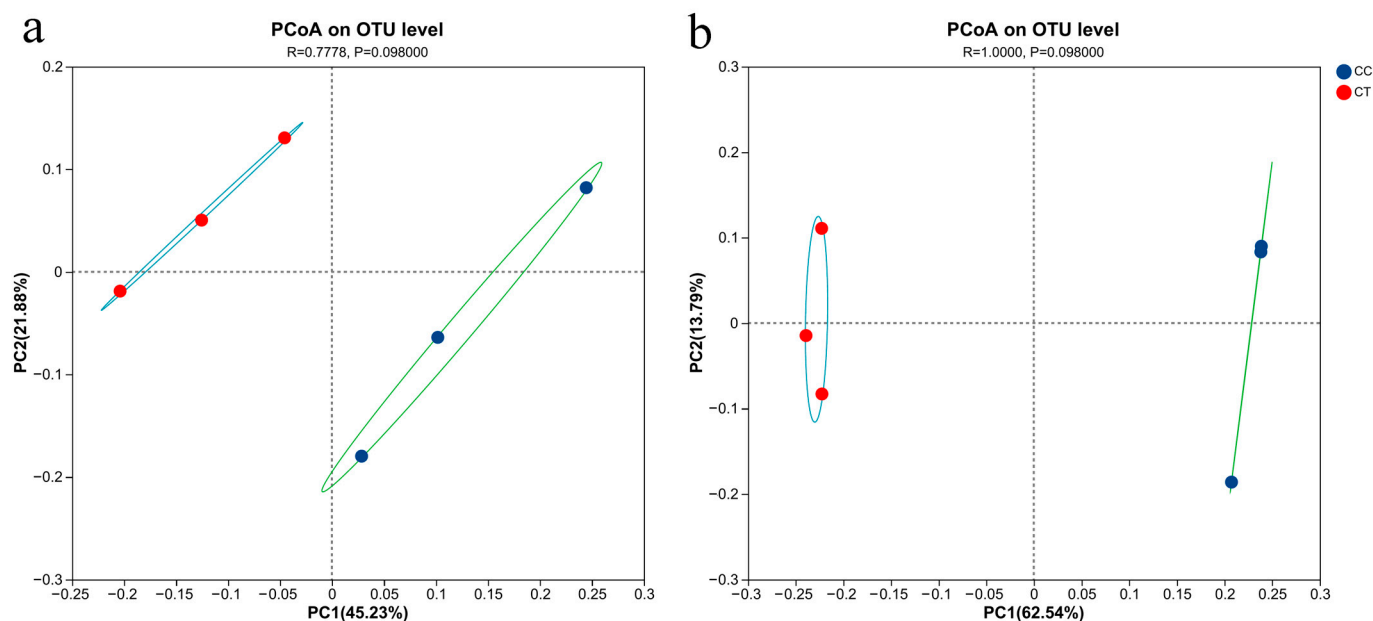 a
PCoA on OTU level
R=0.7778, P=0.098000
0.2
0.1
0
−0.1
−0.2
−0.3
PC2(21.88%)
−0.25 −0.2 −0.15 −0.1 −0.05 0 0.05 0.1 0.15 0.2 0.25 0.3
PC1(45.23%)
b
PCoA on OTU level
R=1.0000, P=0.098000
0.3
0.2
0.1
0
−0.1
−0.2
−0.3
PC2(13.79%)
−0.3 −0.25 −0.2 −0.15 −0.1 −0.05 0 0.05 0.1 0.15 0.2 0.25 0.3
PC1(62.54%)
CC
CT